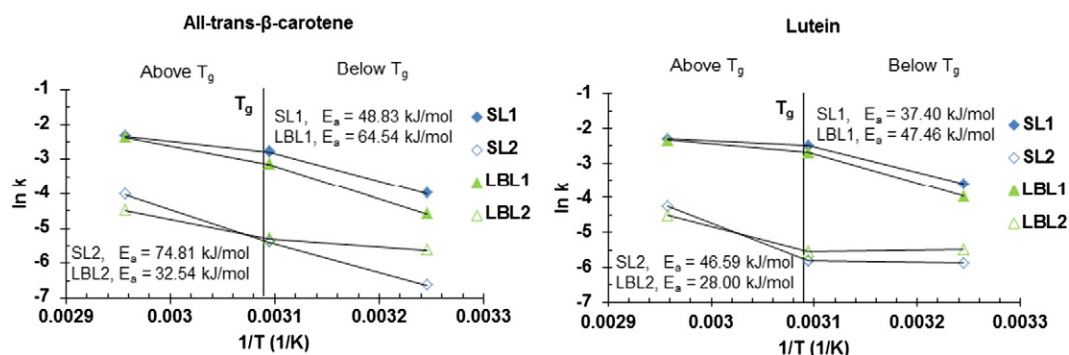 All-trans-β-carotene
Above Tg
Below Tg
Tg
SL1, Ea = 48.83 kJ/mol
LBL1, Ea = 64.54 kJ/mol
SL2, Ea = 74.81 kJ/mol
LBL2, Ea = 32.54 kJ/mol
-1
-2
-3
-4
-5
-6
-7
ln k
0.0029
0.003
0.0031
0.0032
0.0033
1/T (1/K)
SL1
SL2
LBL1
LBL2
Lutein
Above Tg
Below Tg
Tg
SL1, Ea = 37.40 kJ/mol
LBL1, Ea = 47.46 kJ/mol
SL2, Ea = 46.59 kJ/mol
LBL2, Ea = 28.00 kJ/mol
-1
-2
-3
-4
-5
-6
-7
ln k
0.0029
0.003
0.0031
0.0032
0.0033
1/T (1/K)
SL1
SL2
LBL1
LBL2